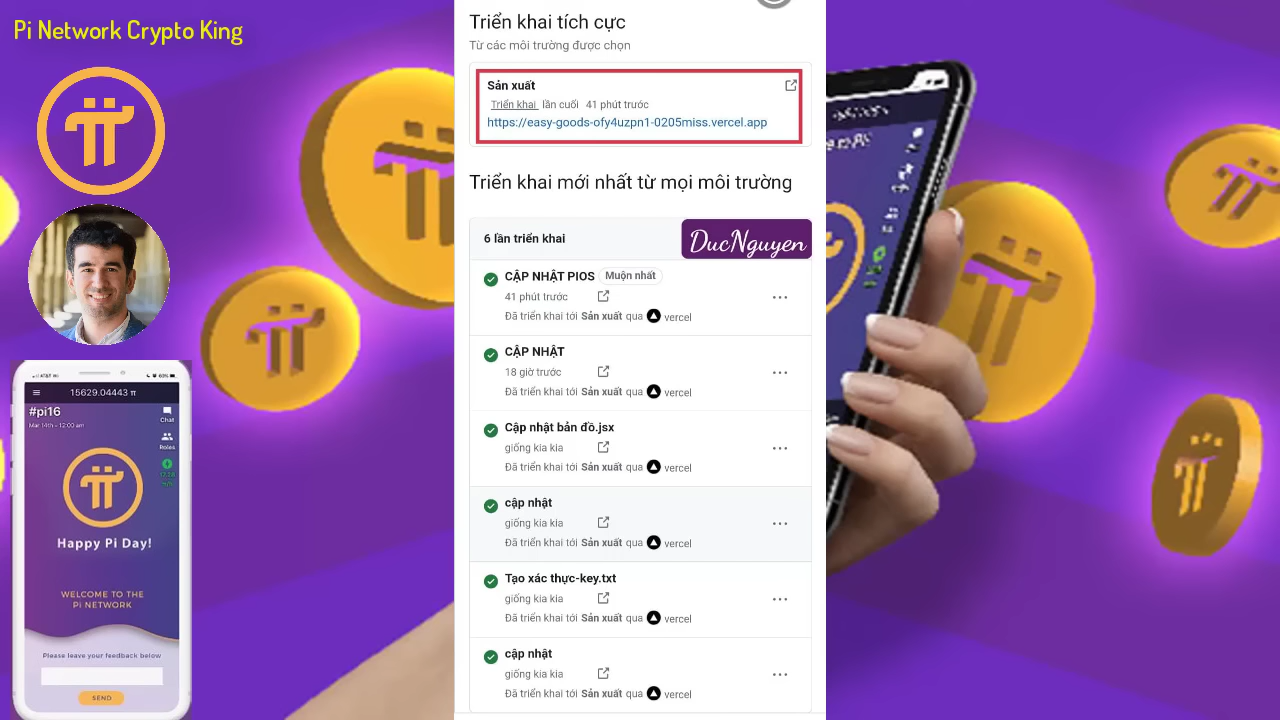 Pi Network Crypto King
15629.04443 π
#pi16
Mar 14th - 12:00 am
Chat
Roles
Happy Pi Day!
WELCOME TO THE
Pi NETWORK
Please leave your feedback below
SEND
Triển khai tích cực
Từ các môi trường được chọn
Sản xuất
Triển khai lần cuối 41 phút trước
https://easy-goods-ofy4uzpn1-0205miss.vercel.app
Triển khai mới nhất từ mọi môi trường
6 lần triển khai
DucNguyen
CẬP NHẬT PIOS Muộn nhất
41 phút trước
Đã triển khai tới Sản xuất qua vercel
CẬP NHẬT
18 giờ trước
Đã triển khai tới Sản xuất qua vercel
Cập nhật bản đồ.jsx
giống kia kia
Đã triển khai tới Sản xuất qua vercel
cập nhật
giống kia kia
Đã triển khai tới Sản xuất qua vercel
Tạo xác thực-key.txt
giống kia kia
Đã triển khai tới Sản xuất qua vercel
cập nhật
giống kia kia
Đã triển khai tới Sản xuất qua vercel